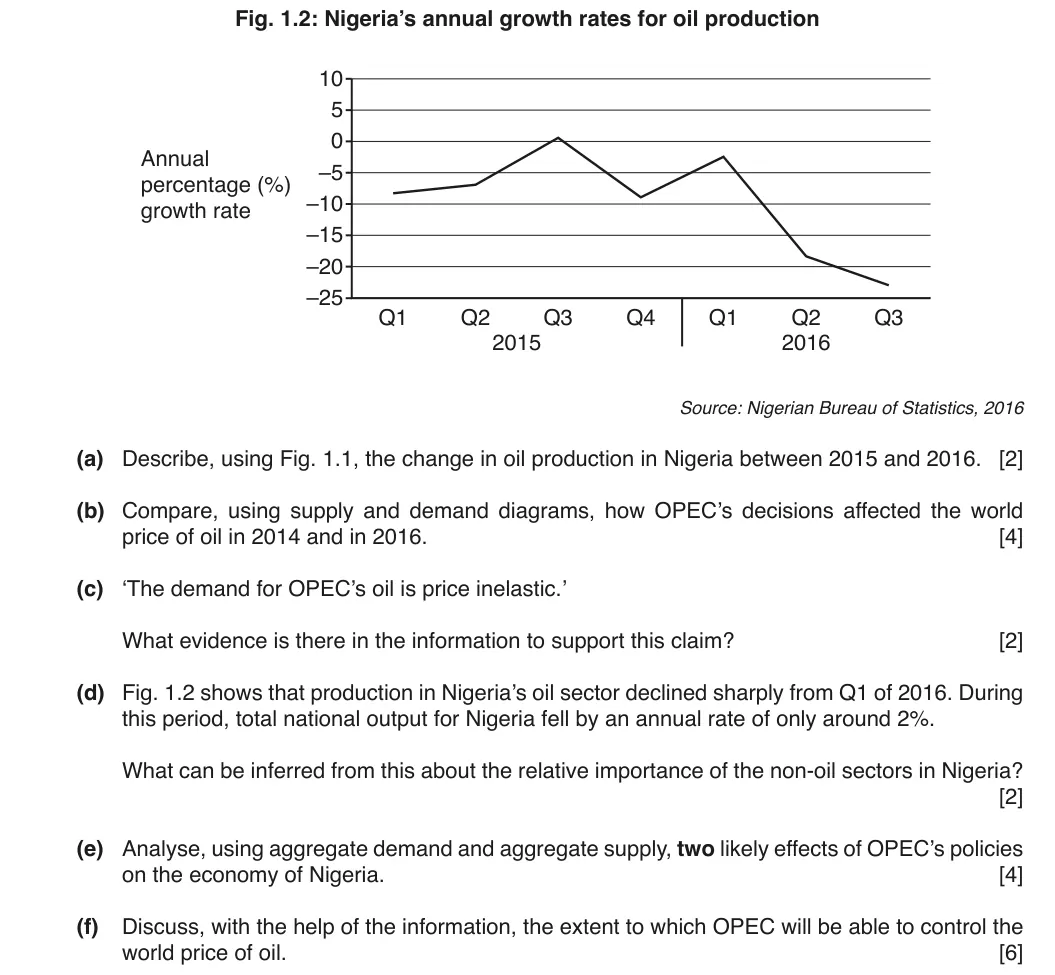 Fig. 1.2: Nigeria’s annual growth rates for oil production
10
5
0
–5
–10
–15
–20
–25
Annual
percentage (%)
growth rate
Q1 Q2 Q3 Q4 Q1 Q2 Q3
2015 2016
Source: Nigerian Bureau of Statistics, 2016
(a) Describe, using Fig. 1.1, the change in oil production in Nigeria between 2015 and 2016. [2]
(b) Compare, using supply and demand diagrams, how OPEC’s decisions affected the world
price of oil in 2014 and in 2016. [4]
(c) ‘The demand for OPEC’s oil is price inelastic.’
What evidence is there in the information to support this claim? [2]
(d) Fig. 1.2 shows that production in Nigeria’s oil sector declined sharply from Q1 of 2016. During
this period, total national output for Nigeria fell by an annual rate of only around 2%.
What can be inferred from this about the relative importance of the non-oil sectors in Nigeria?
[2]
(e) Analyse, using aggregate demand and aggregate supply, two likely effects of OPEC’s policies
on the economy of Nigeria. [4]
(f) Discuss, with the help of the information, the extent to which OPEC will be able to control the
world price of oil. [6]